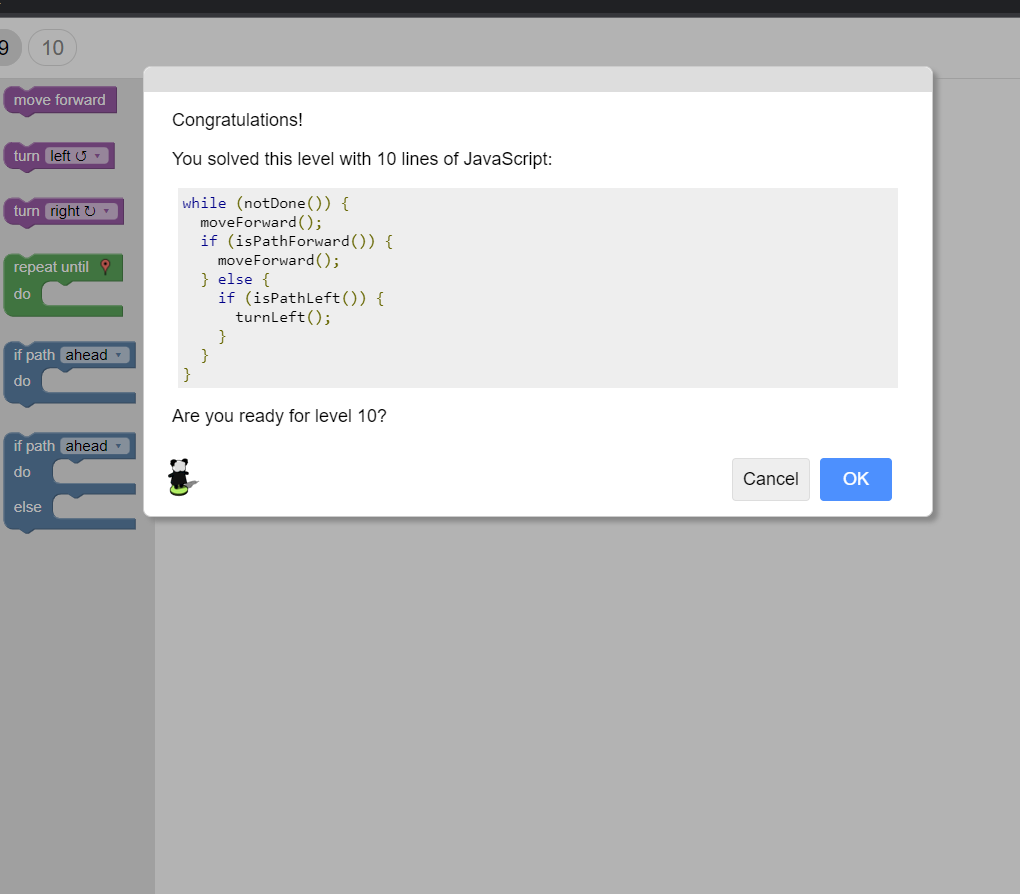 9 10
move forward
turn left ↺ ▾
turn right ↻ ▾
repeat until
do
if path ahead ▾
do
if path ahead ▾
do
else
Congratulations!
You solved this level with 10 lines of JavaScript:
while (notDone()) {
  moveForward();
  if (isPathForward()) {
    moveForward();
  } else {
    if (isPathLeft()) {
      turnLeft();
    }
  }
}
Are you ready for level 10?
Cancel OK